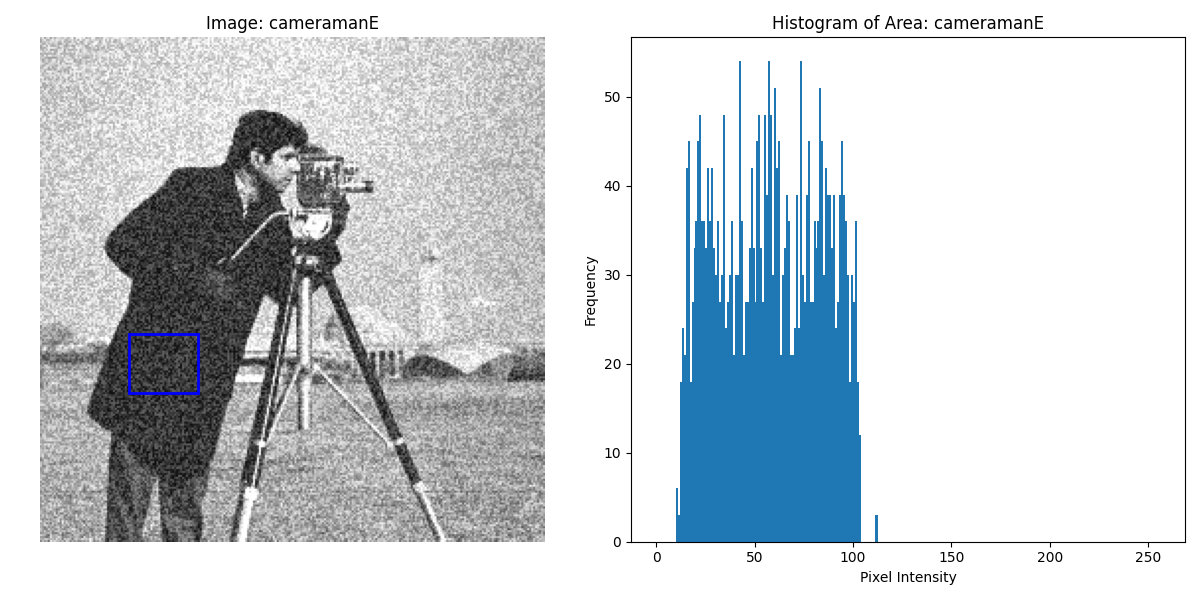 Image: cameramanE
Histogram of Area: cameramanE
Frequency
50
40
30
20
10
0
0 50 100 150 200 250
Pixel Intensity